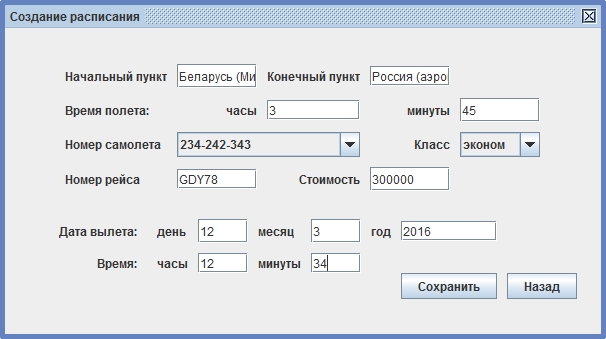 Создание расписания
Начальный пункт Беларусь (Ми Конечный пункт Россия (аэро
Время полета: часы 3 минуты 45
Номер самолета 234-242-343 Класс эконом
Номер рейса GDY78 Стоимость 300000
Дата вылета: день 12 месяц 3 год 2016
Время: часы 12 минуты 34
Сохранить Назад